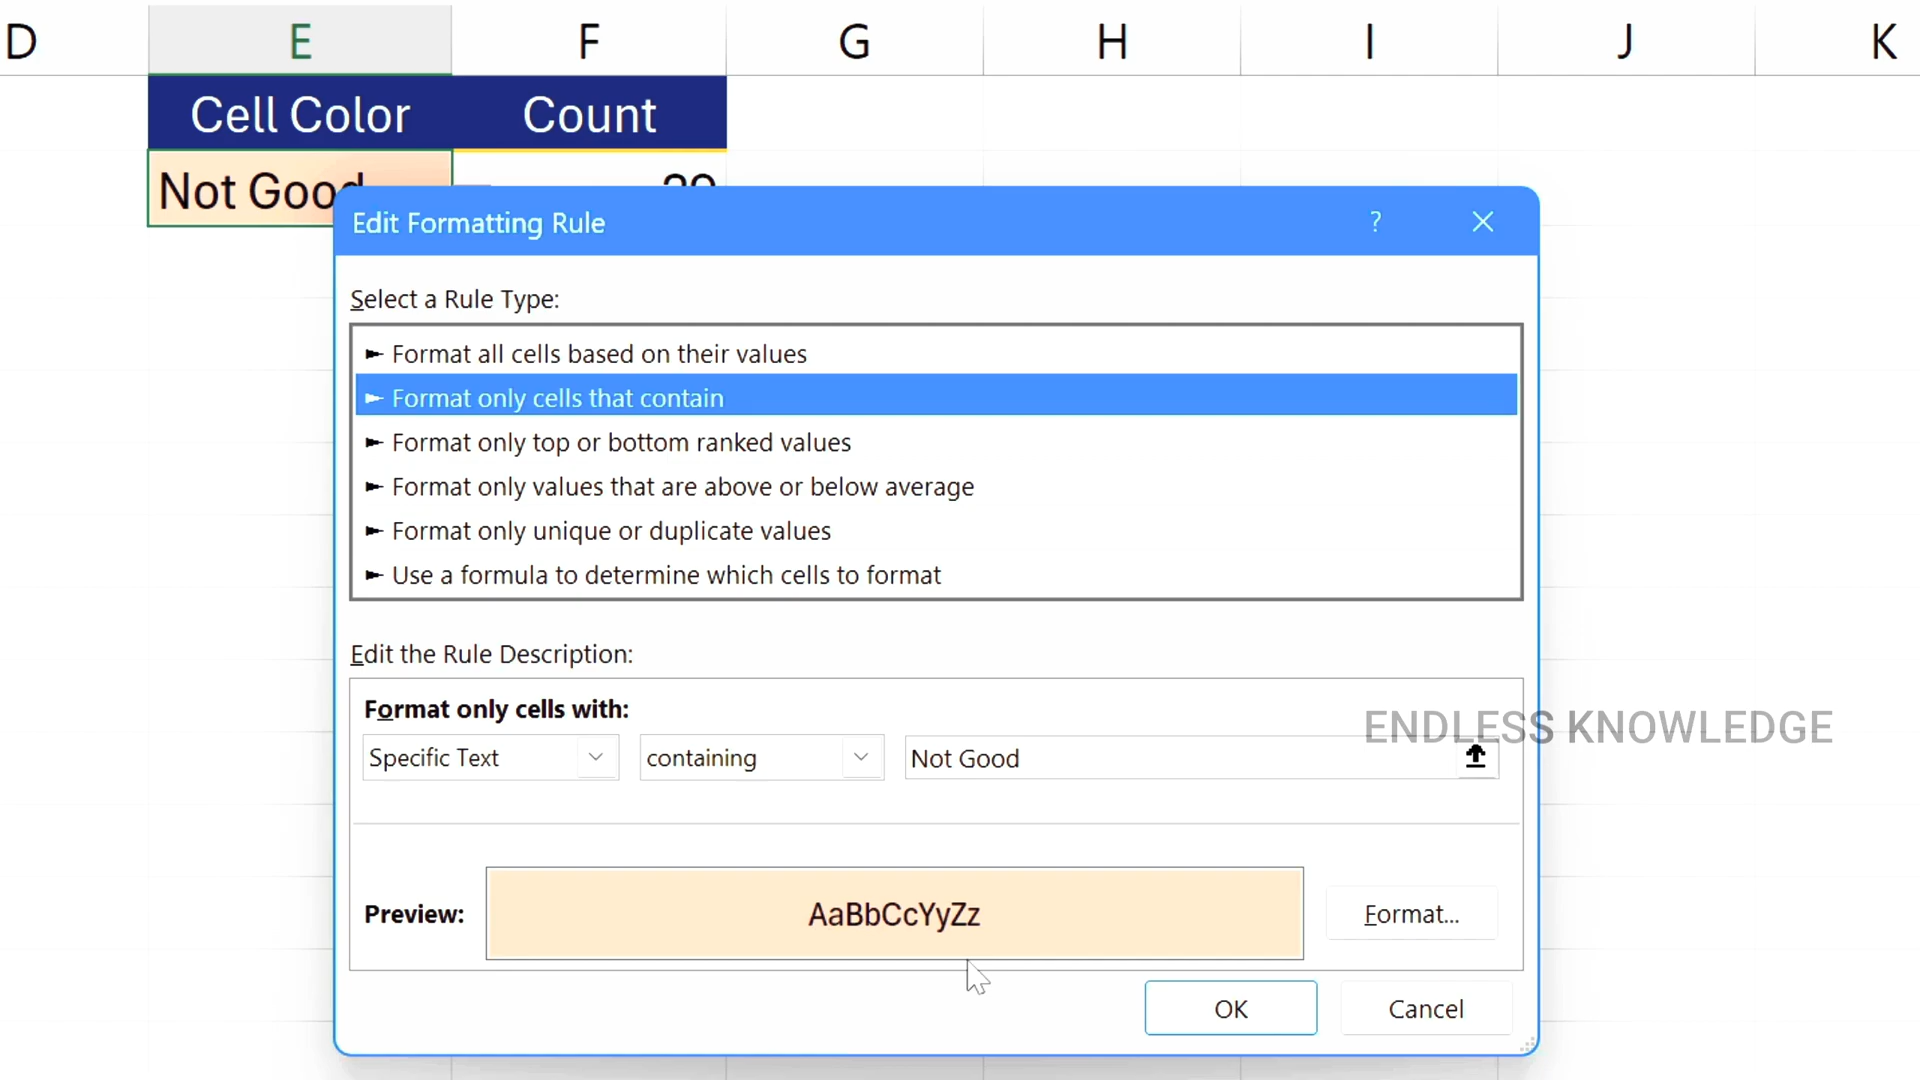 D E F G H I J K
Cell Color Count
Not Good
Edit Formatting Rule ?
Select a Rule Type:
► Format all cells based on their values
► Format only cells that contain
► Format only top or bottom ranked values
► Format only values that are above or below average
► Format only unique or duplicate values
► Use a formula to determine which cells to format
Edit the Rule Description:
Format only cells with:
ENDLESS KNOWLEDGE
Specific Text containing Not Good
Preview: AaBbCcYyZz Format...
OK Cancel